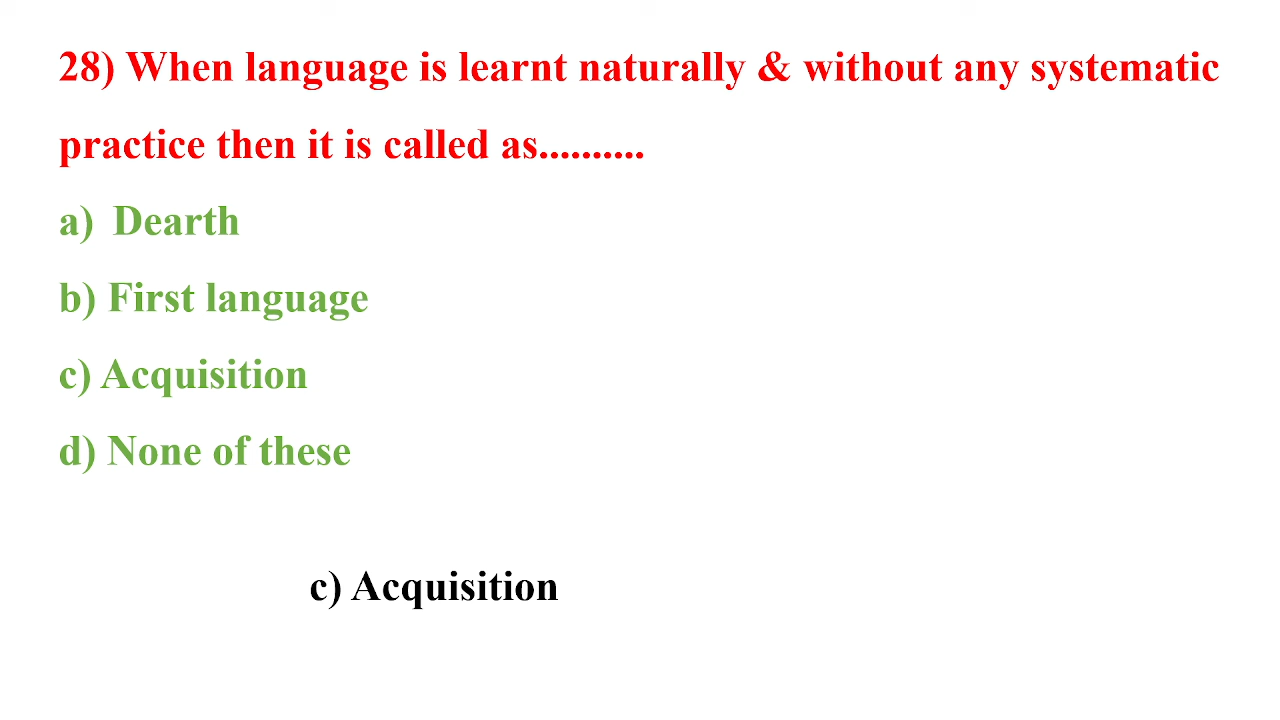 28) When language is learnt naturally & without any systematic
practice then it is called as..........
a) Dearth
b) First language
c) Acquisition
d) None of these
c) Acquisition